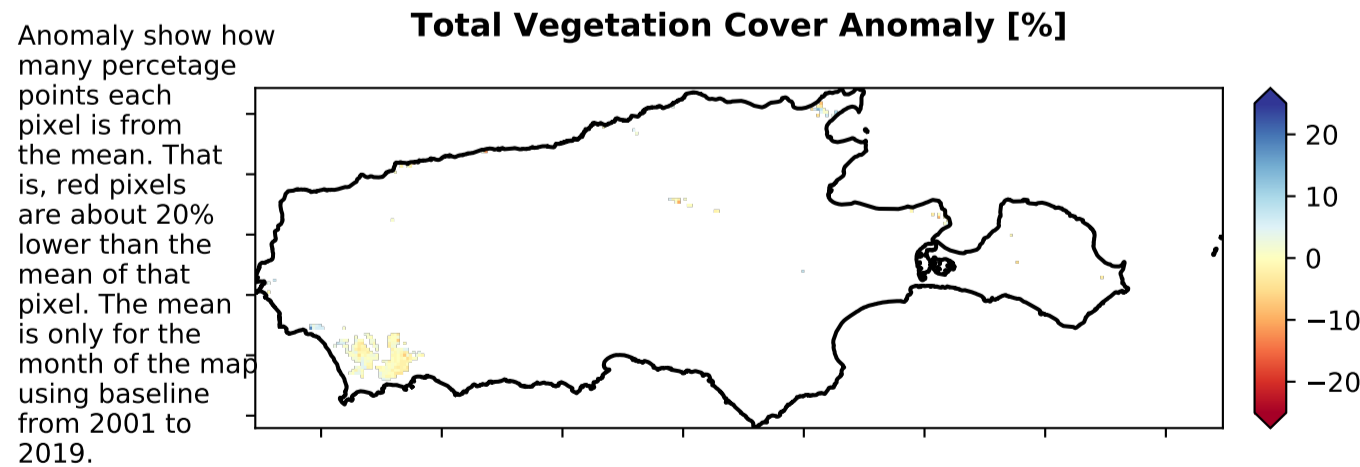 Total Vegetation Cover Anomaly [%]
Anomaly show how
many percetage
points each
pixel is from
the mean. That
is, red pixels
are about 20%
lower than the
mean of that
pixel. The mean
is only for the
month of the map
using baseline
from 2001 to
2019.
20
10
0
−10
−20